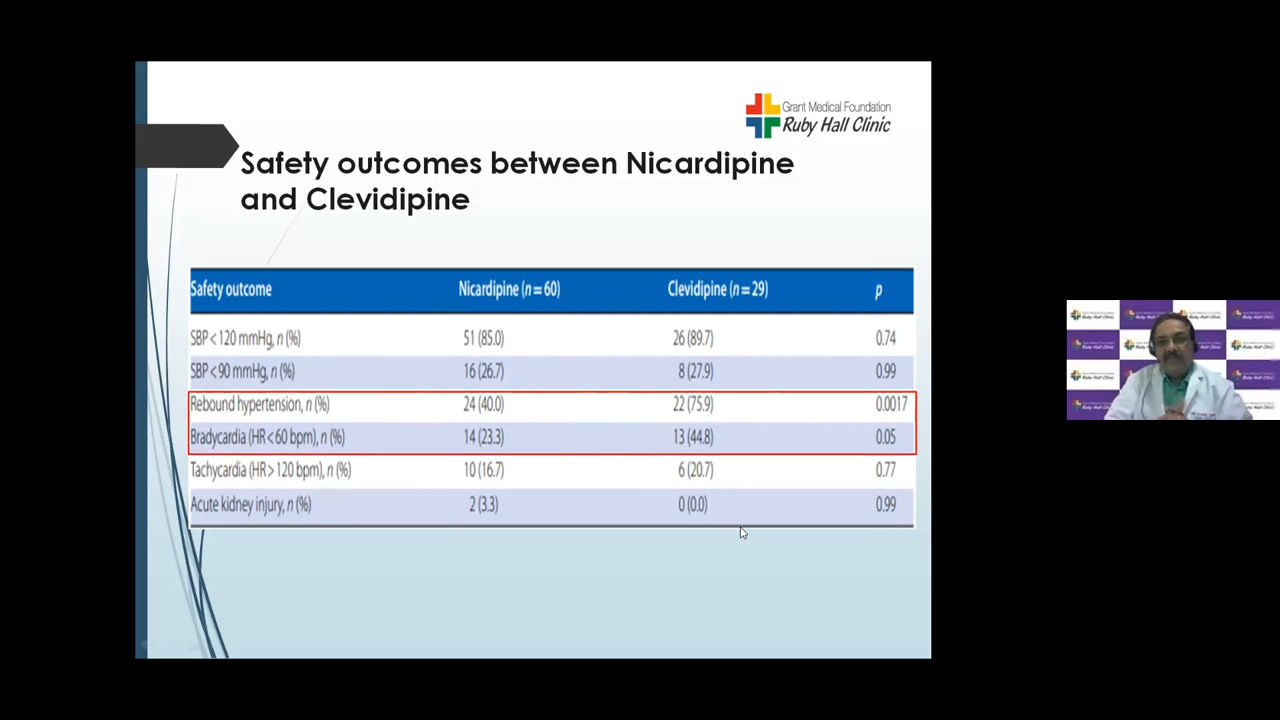 Grant Medical Foundation
Ruby Hall Clinic
Safety outcomes between Nicardipine
and Clevidipine
Safety outcome Nicardipine (n = 60) Clevidipine (n = 29) p
SBP < 120 mmHg, n (%) 51 (85.0) 26 (89.7) 0.74
SBP < 90 mmHg, n (%) 16 (26.7) 8 (27.9) 0.99
Rebound hypertension, n (%) 24 (40.0) 22 (75.9) 0.0017
Bradycardia (HR < 60 bpm), n (%) 14 (23.3) 13 (44.8) 0.05
Tachycardia (HR > 120 bpm), n (%) 10 (16.7) 6 (20.7) 0.77
Acute kidney injury, n (%) 2 (3.3) 0 (0.0) 0.99